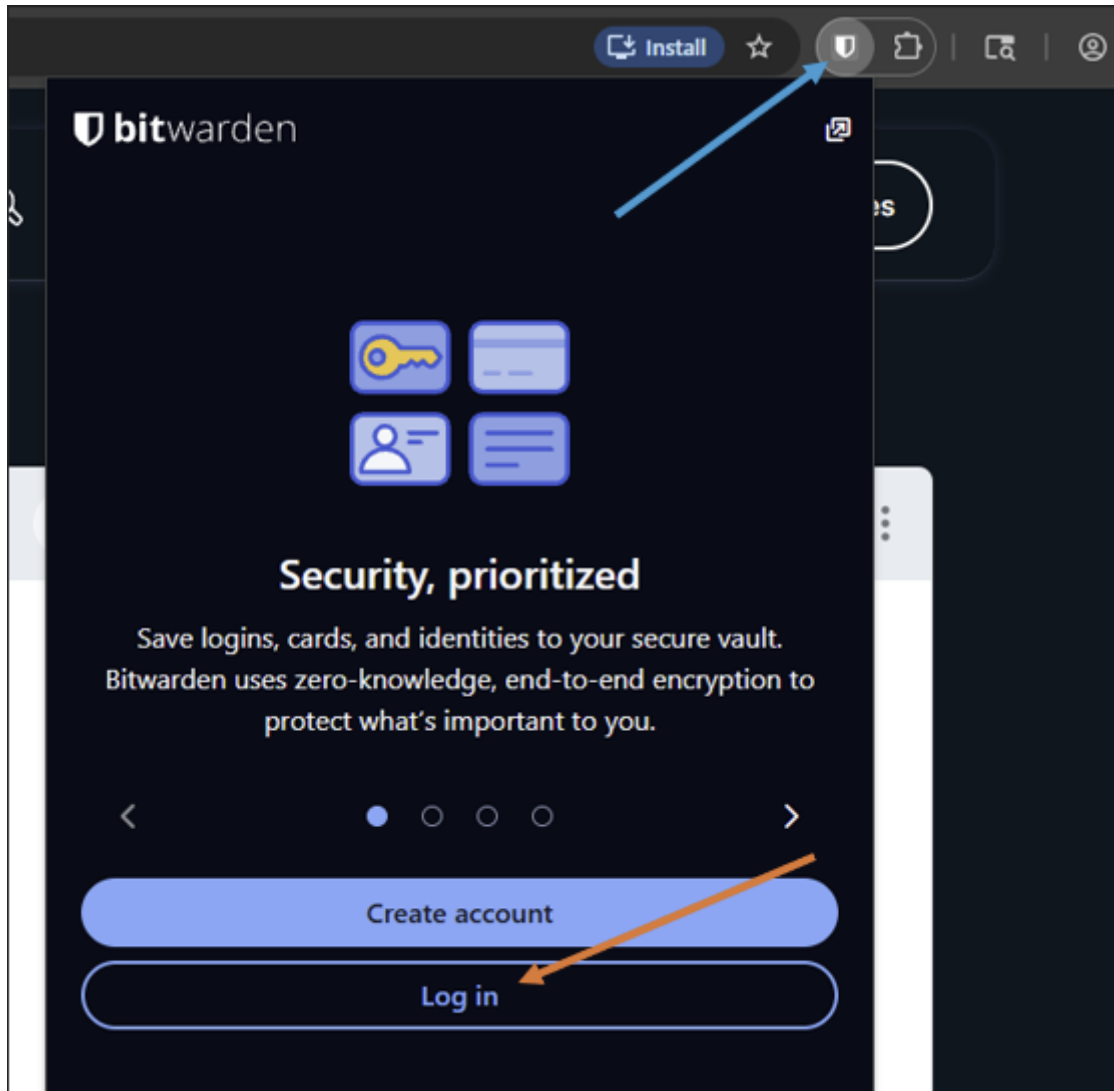 Install
bitwarden
es
Security, prioritized
Save logins, cards, and identities to your secure vault.
Bitwarden uses zero-knowledge, end-to-end encryption to
protect what's important to you.
Create account
Log in